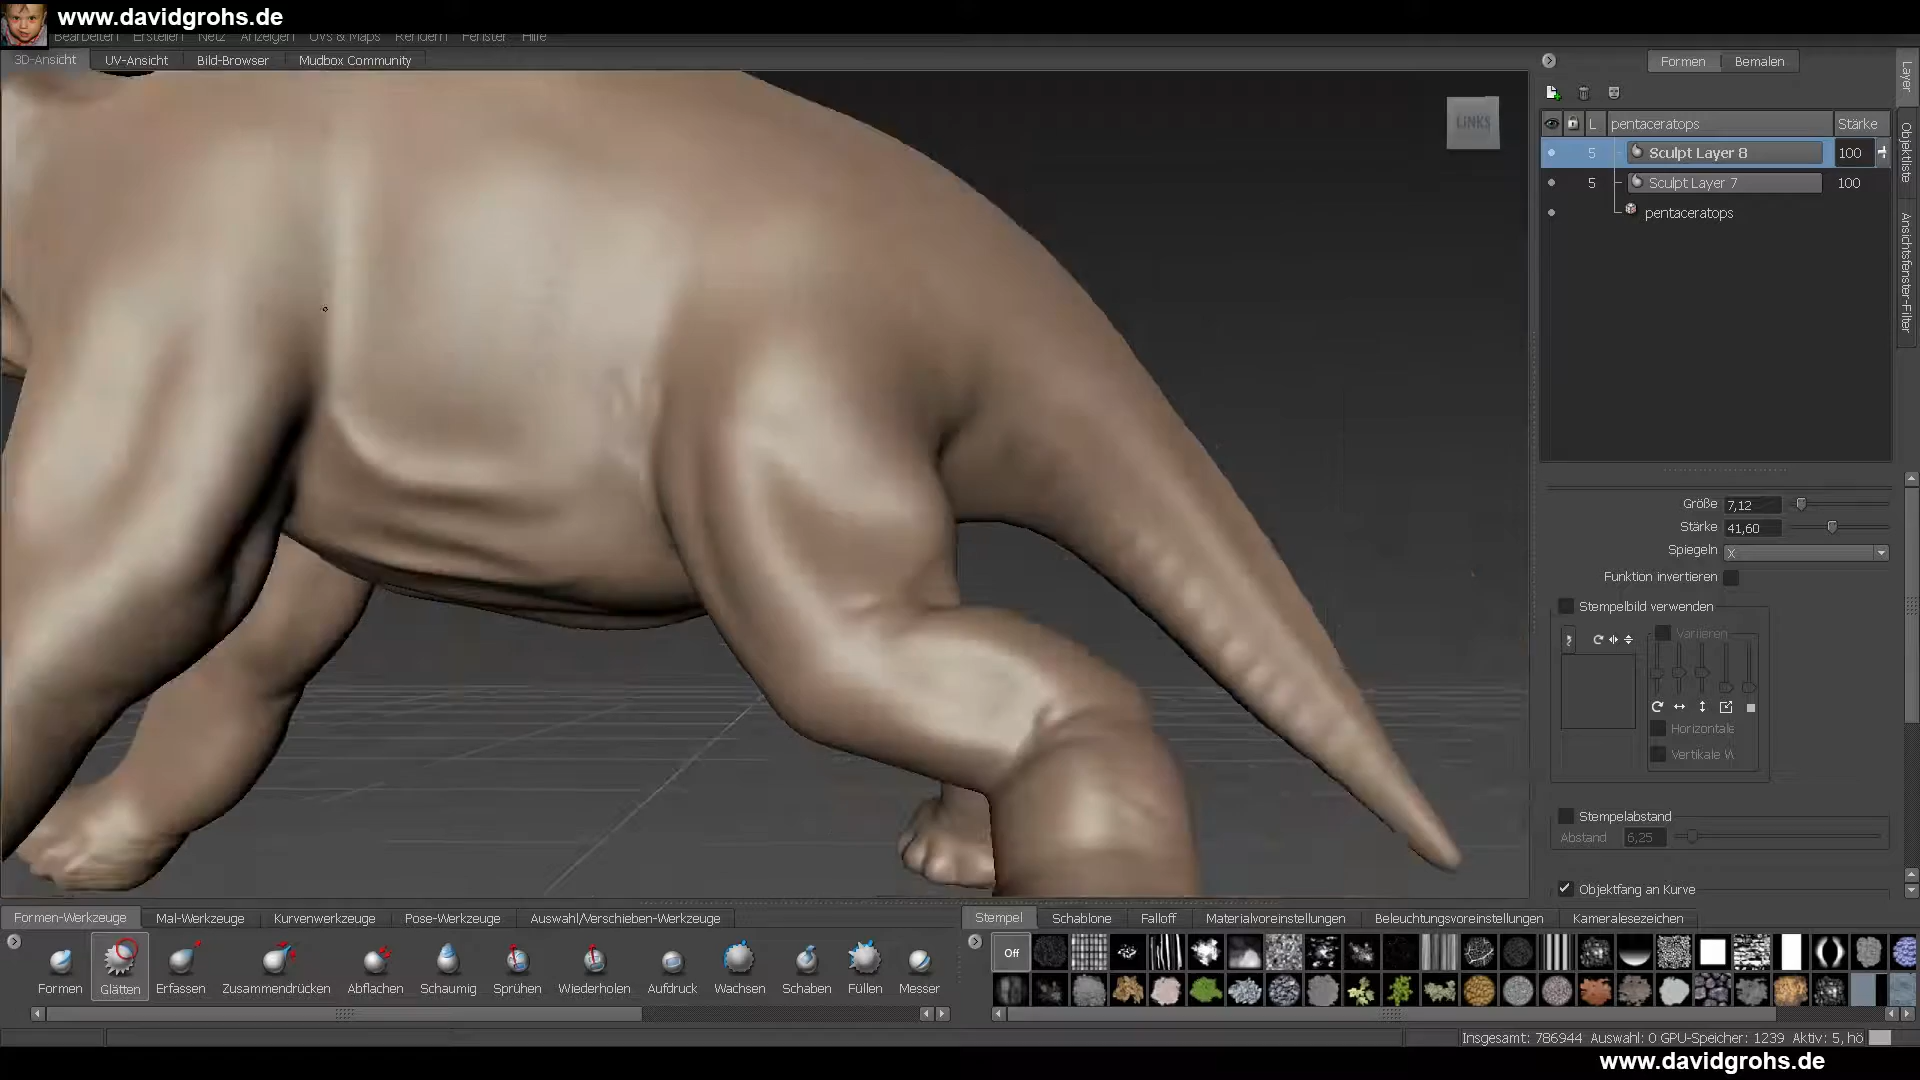 www.davidgrohs.de
Bearbeiten Erstellen Netz Anzeigen UVs & Maps Rendern Fenster Hilfe
3D-Ansicht UV-Ansicht Bild-Browser Mudbox Community
Formen Bemalen
Layer
Objektliste
Ansichtsfenster-Filter
LINKS
L pentaceratops Stärke
5 Sculpt Layer 8 100
5 Sculpt Layer 7 100
pentaceratops
Größe 7,12
Stärke 41,60
Spiegeln X
Funktion invertieren
Stempelbild verwenden
Variieren
Horizontale
Vertikale W
Stempelabstand
Abstand 6,25
Objektfang an Kurve
Formen-Werkzeuge Mal-Werkzeuge Kurvenwerkzeuge Pose-Werkzeuge Auswahl/Verschieben-Werkzeuge
Stempel Schablone Falloff Materialvoreinstellungen Beleuchtungsvoreinstellungen Kameralesezeichen
Off
Formen Glätten Erfassen Zusammendrücken Abflachen Schaumig Sprühen Wiederholen Aufdruck Wachsen Schaben Füllen Messer
Insgesamt: 786944 Auswahl: 0 GPU-Speicher: 1239 Aktiv: 5, hö
www.davidgrohs.de